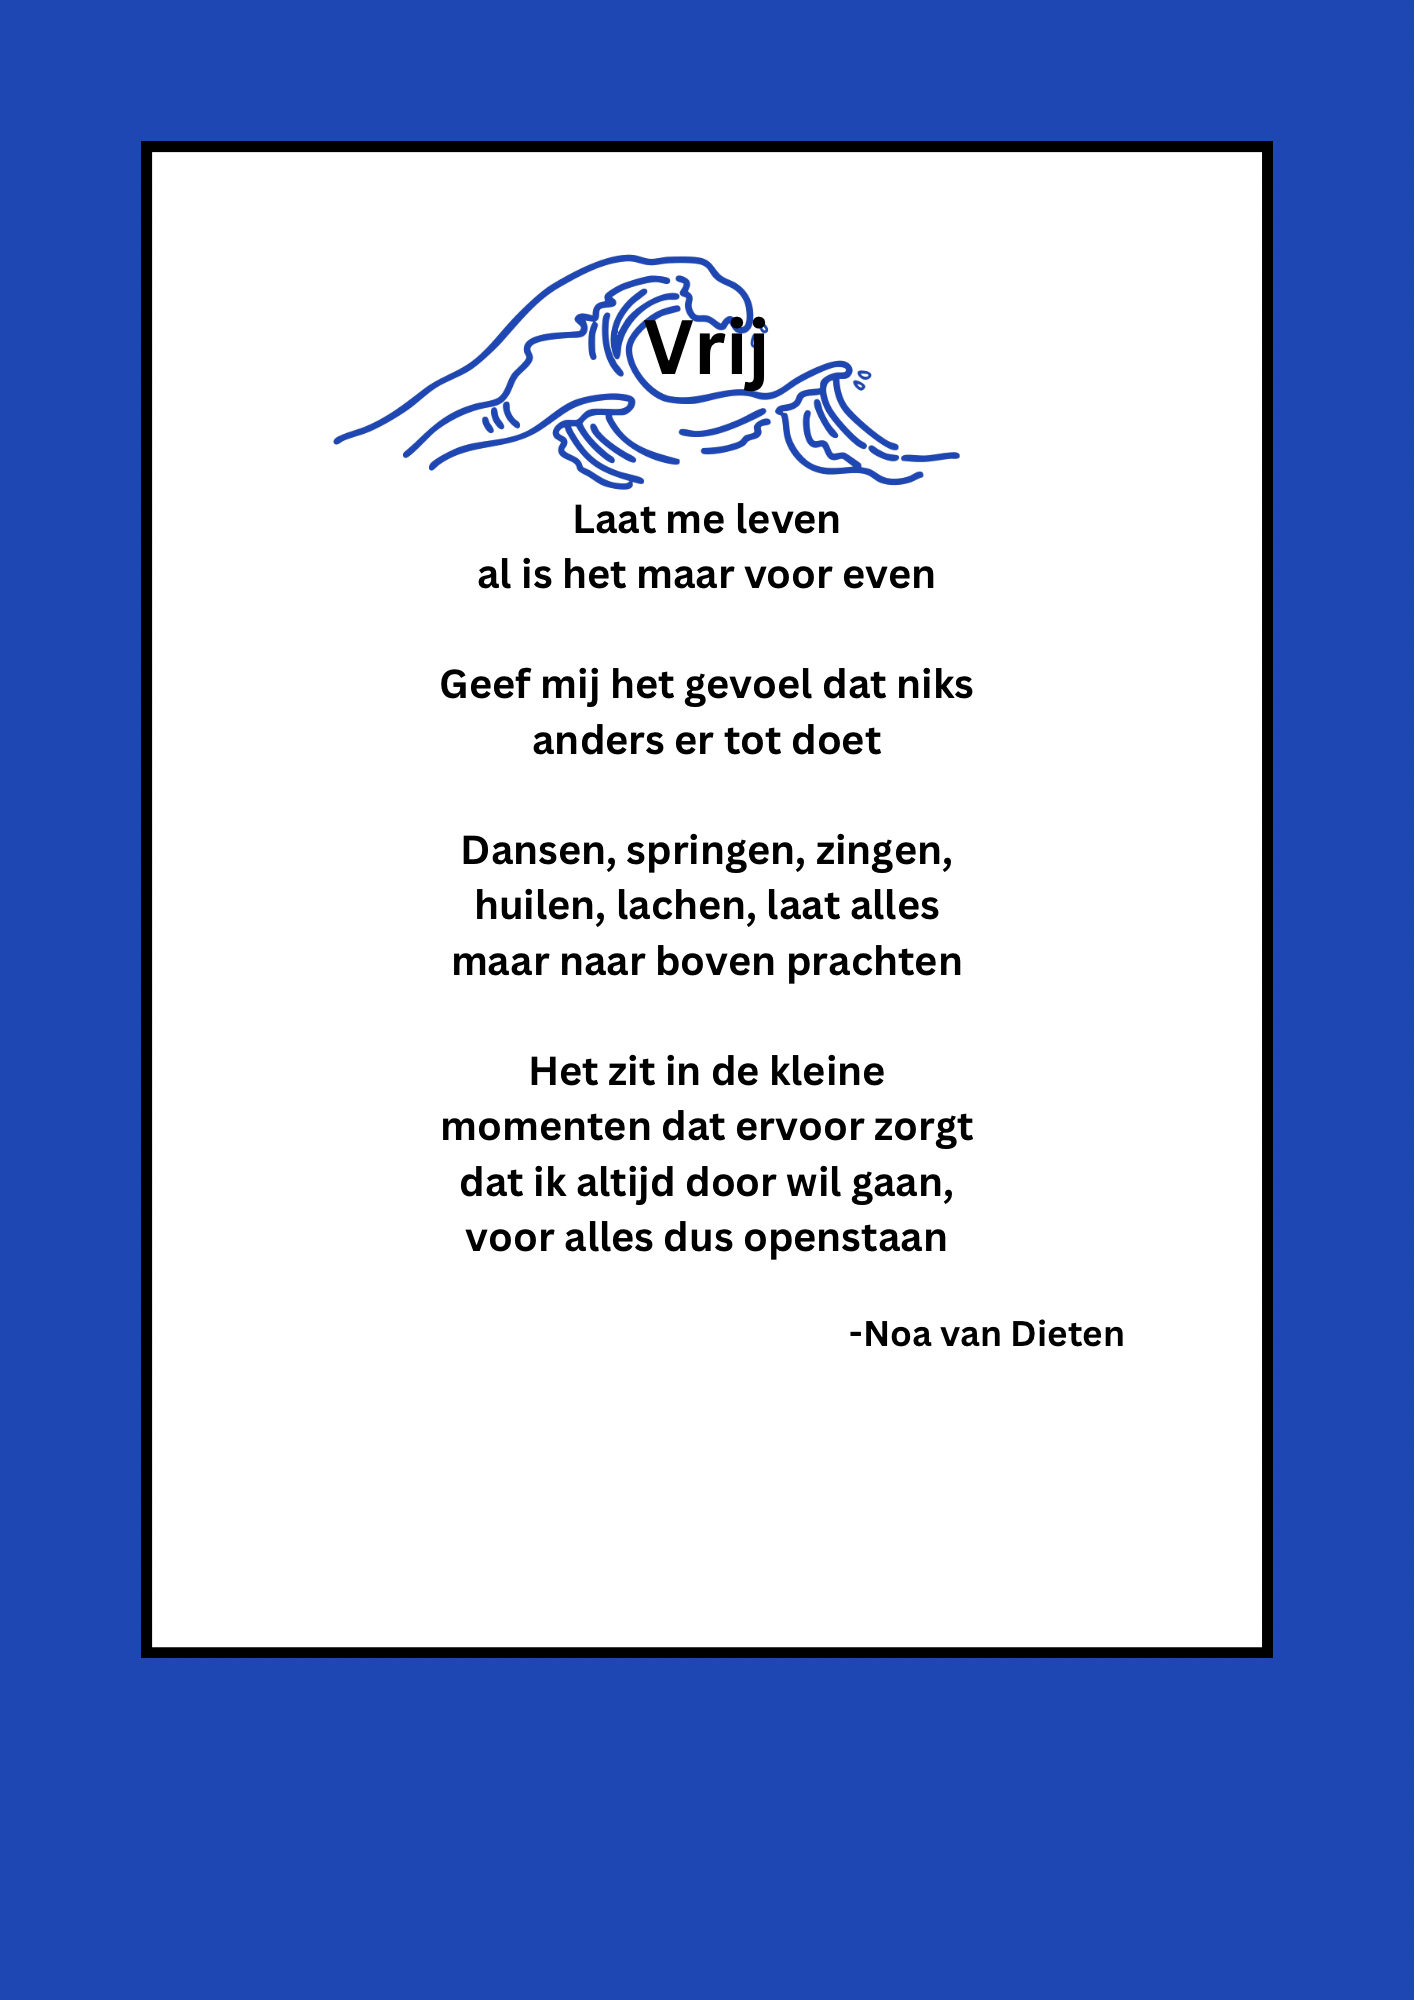 Vrij
Laat me leven
al is het maar voor even
Geef mij het gevoel dat niks
anders er tot doet
Dansen, springen, zingen,
huilen, lachen, laat alles
maar naar boven prachten
Het zit in de kleine
momenten dat ervoor zorgt
dat ik altijd door wil gaan,
voor alles dus openstaan
-Noa van Dieten